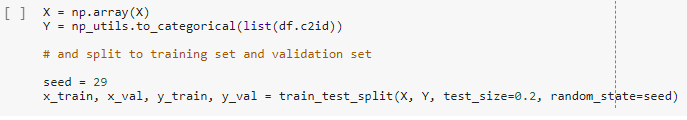 [ ] X = np.array(X)
Y = np_utils.to_categorical(list(df.c2id))
# and split to training set and validation set
seed = 29
x_train, x_val, y_train, y_val = train_test_split(X, Y, test_size=0.2, random_state=seed)